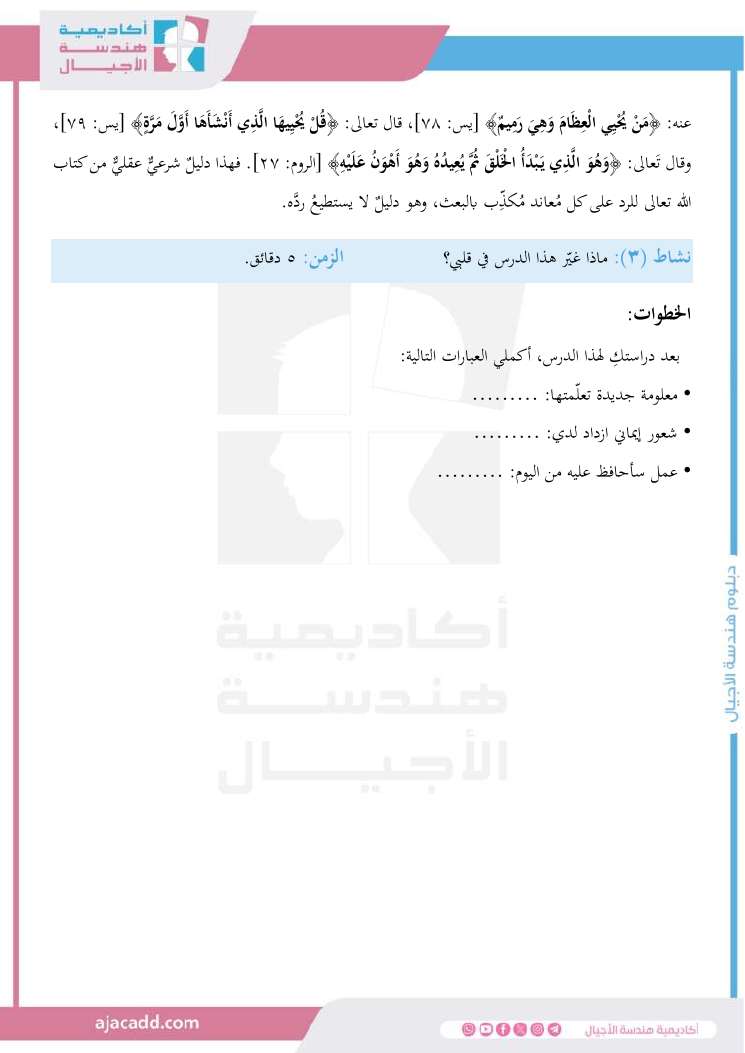 أكاديمية
هندسة
الأجيال
عنه: ﴿مَنْ يُحْيِي الْعِظَامَ وَهِيَ رَمِيمٌ﴾ [يس: ٧٨]، قال تعالى: ﴿قُلْ يُحْيِيهَا الَّذِي أَنْشَأَهَا أَوَّلَ مَرَّةٍ﴾ [يس: ٧٩]،
وقال تَعالى: ﴿وَهُوَ الَّذِي يَبْدَأُ الْخَلْقَ ثُمَّ يُعِيدُهُ وَهُوَ أَهْوَنُ عَلَيْهِ﴾ [الروم: ٢٧]. فهذا دليلٌ شرعيٌّ عقليٌّ من كتاب
الله تعالى للرد على كل مُعاند مُكذِّب بالبعث، وهو دليلٌ لا يستطيعُ ردَّه.
نشاط (٣): ماذا غيّر هذا الدرس في قلبي؟ الزمن: ٥ دقائق.
الخطوات:
بعد دراستكِ لهذا الدرس، أكملي العبارات التالية:
• معلومة جديدة تعلّمتها: .........
• شعور إيماني ازداد لدي: .........
• عمل سأحافظ عليه من اليوم: .........
أكاديمية
هندسة
الأجيال
دبلوم هندسة الأجيال
أكاديمية هندسة الأجيال
ajacadd.com